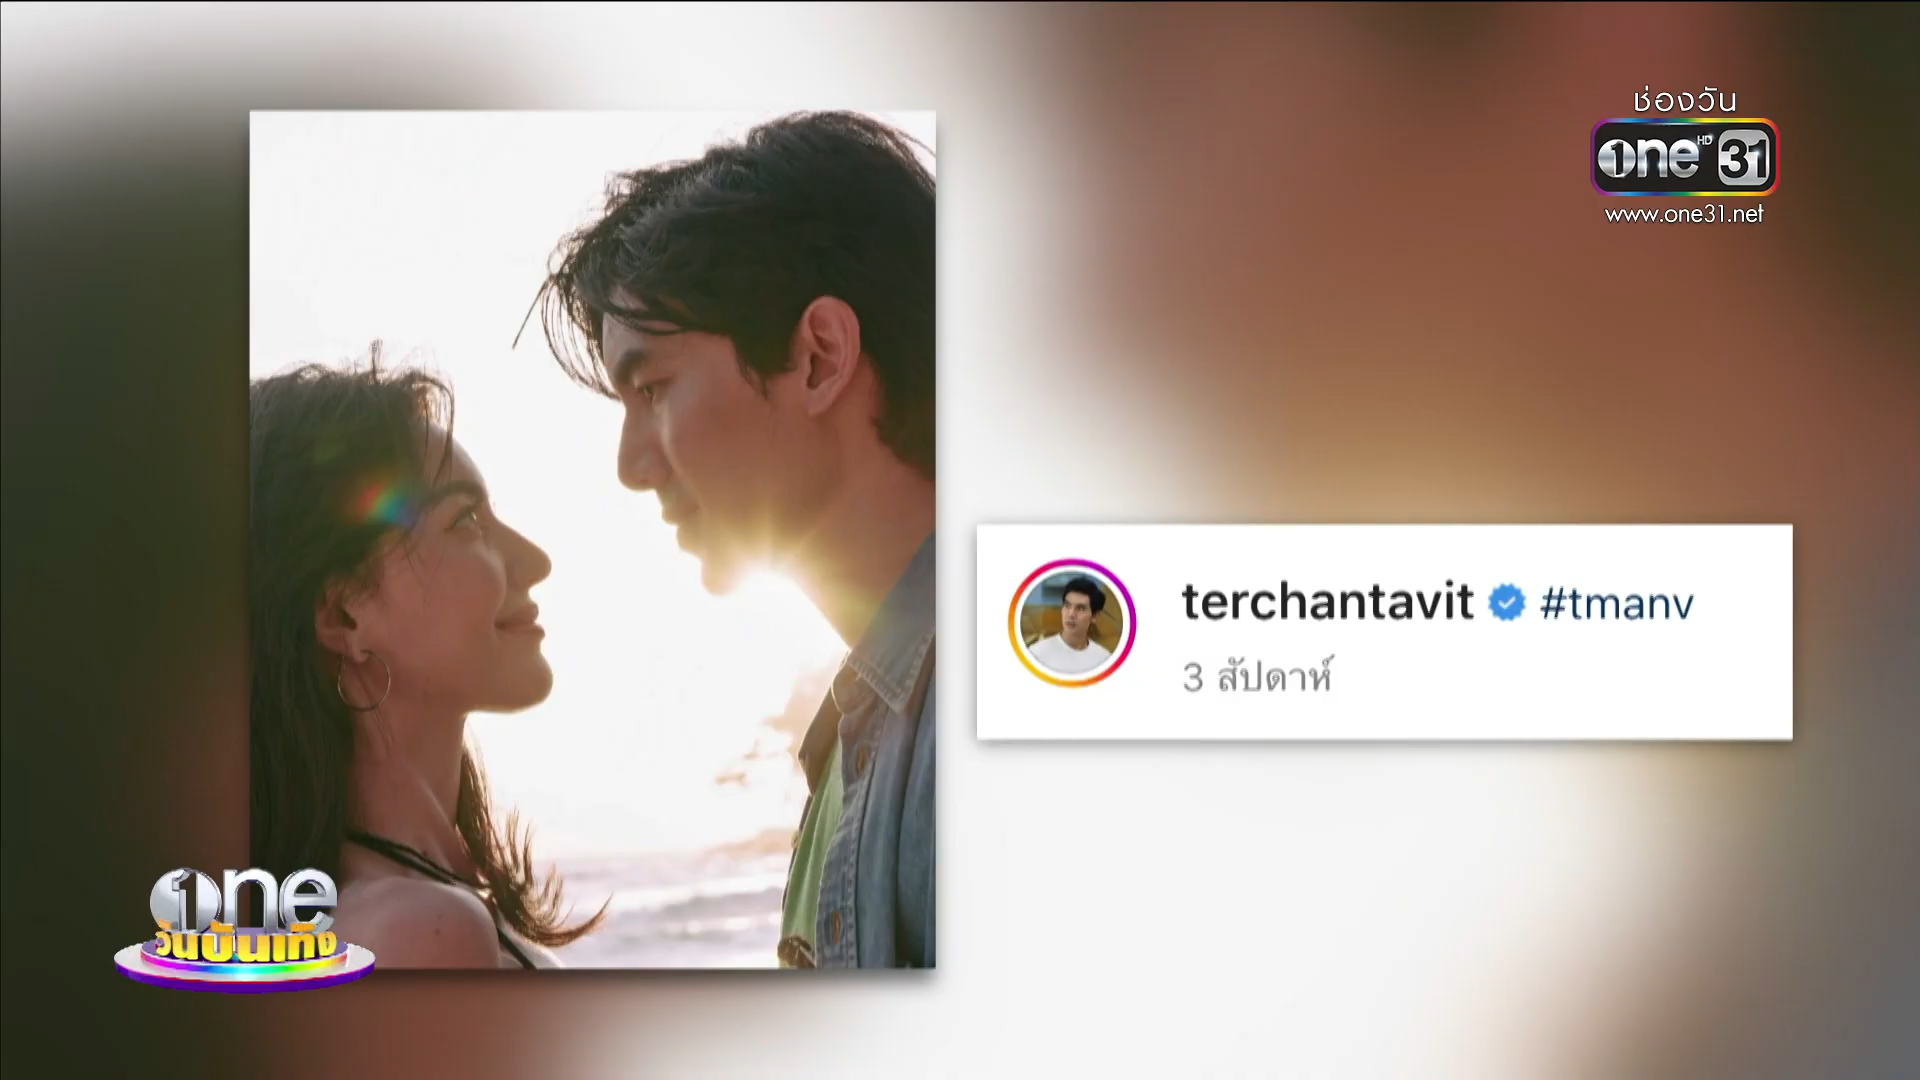 ช่องวัน
one HD 31
www.one31.net
terchantavit #tmanv
3 สัปดาห์
one
วันบันเทิง